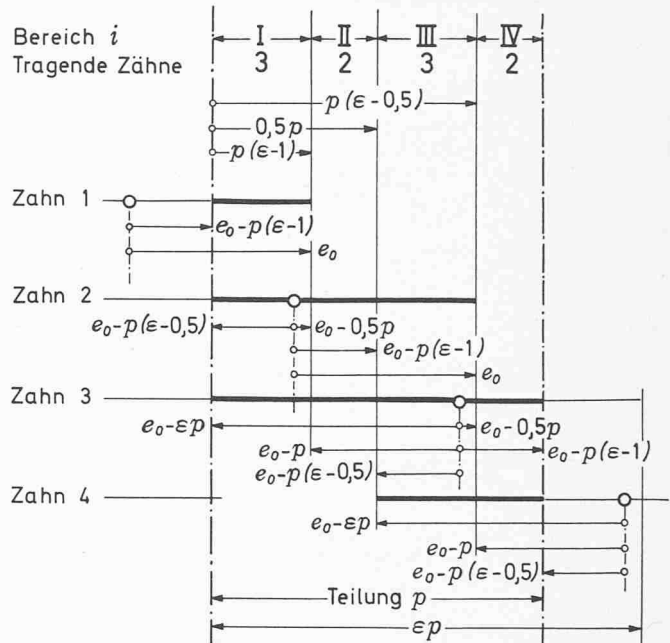 Bereich i I II III IV
Tragende Zähne 3 2 3 2
p(ε-0,5)
0,5p
p(ε-1)
Zahn 1
e₀-p(ε-1)
e₀
Zahn 2
e₀-p(ε-0,5) e₀-0,5p
e₀-p(ε-1)
e₀
Zahn 3
e₀-εp e₀-0,5p
e₀-p e₀-p(ε-1)
e₀-p(ε-0,5)
Zahn 4
e₀-εp
e₀-p
e₀-p(ε-0,5)
Teilung p
εp